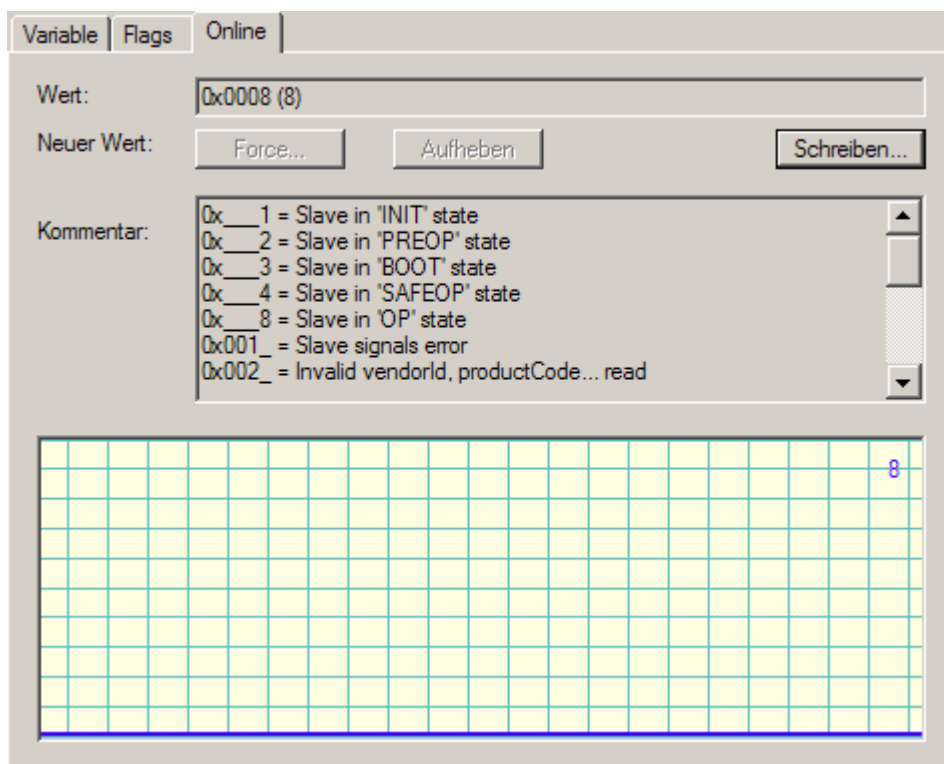 Variable Flags Online
Wert: 0x0008 (8)
Neuer Wert: Force... Aufheben Schreiben...
Kommentar:
0x___1 = Slave in 'INIT' state
0x___2 = Slave in 'PREOP' state
0x___3 = Slave in 'BOOT' state
0x___4 = Slave in 'SAFEOP' state
0x___8 = Slave in 'OP' state
0x001_ = Slave signals error
0x002_ = Invalid vendorId, productCode... read
8